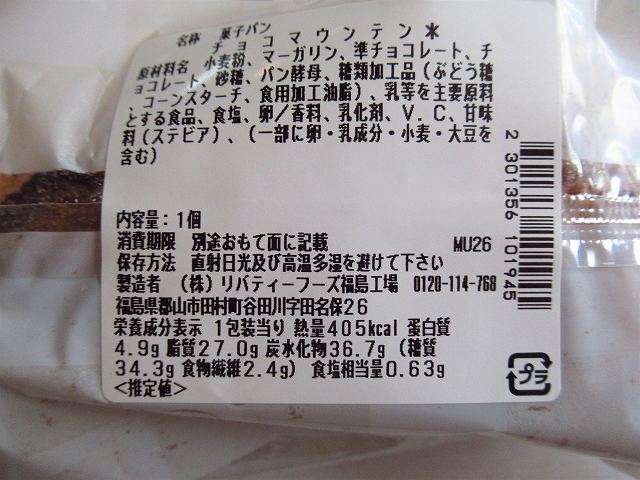 名称 菓子パン
チョコマウンテン＊
原材料名 小麦粉、マーガリン、準チョコレート、チ
ョコレート、砂糖、パン酵母、糖類加工品（ぶどう糖
、コーンスターチ、食用加工油脂）、乳等を主要原料
とする食品、食塩、卵／香料、乳化剤、V.C、甘味
料（ステビア）、（一部に卵・乳成分・小麦・大豆を
含む）
内容量：1個
消費期限 別途おもて面に記載 MU26
保存方法 直射日光及び高温多湿を避けて下さい
製造者 （株）リバティーフーズ福島工場 0120-114-768
福島県郡山市田村町谷田川字田名保26
栄養成分表示 1包装当り 熱量405kcal 蛋白質
4.9g 脂質27.0g 炭水化物36.7g（糖質
34.3g 食物繊維2.4g） 食塩相当量0.63g
<推定値>
2 301356 101945
プラ